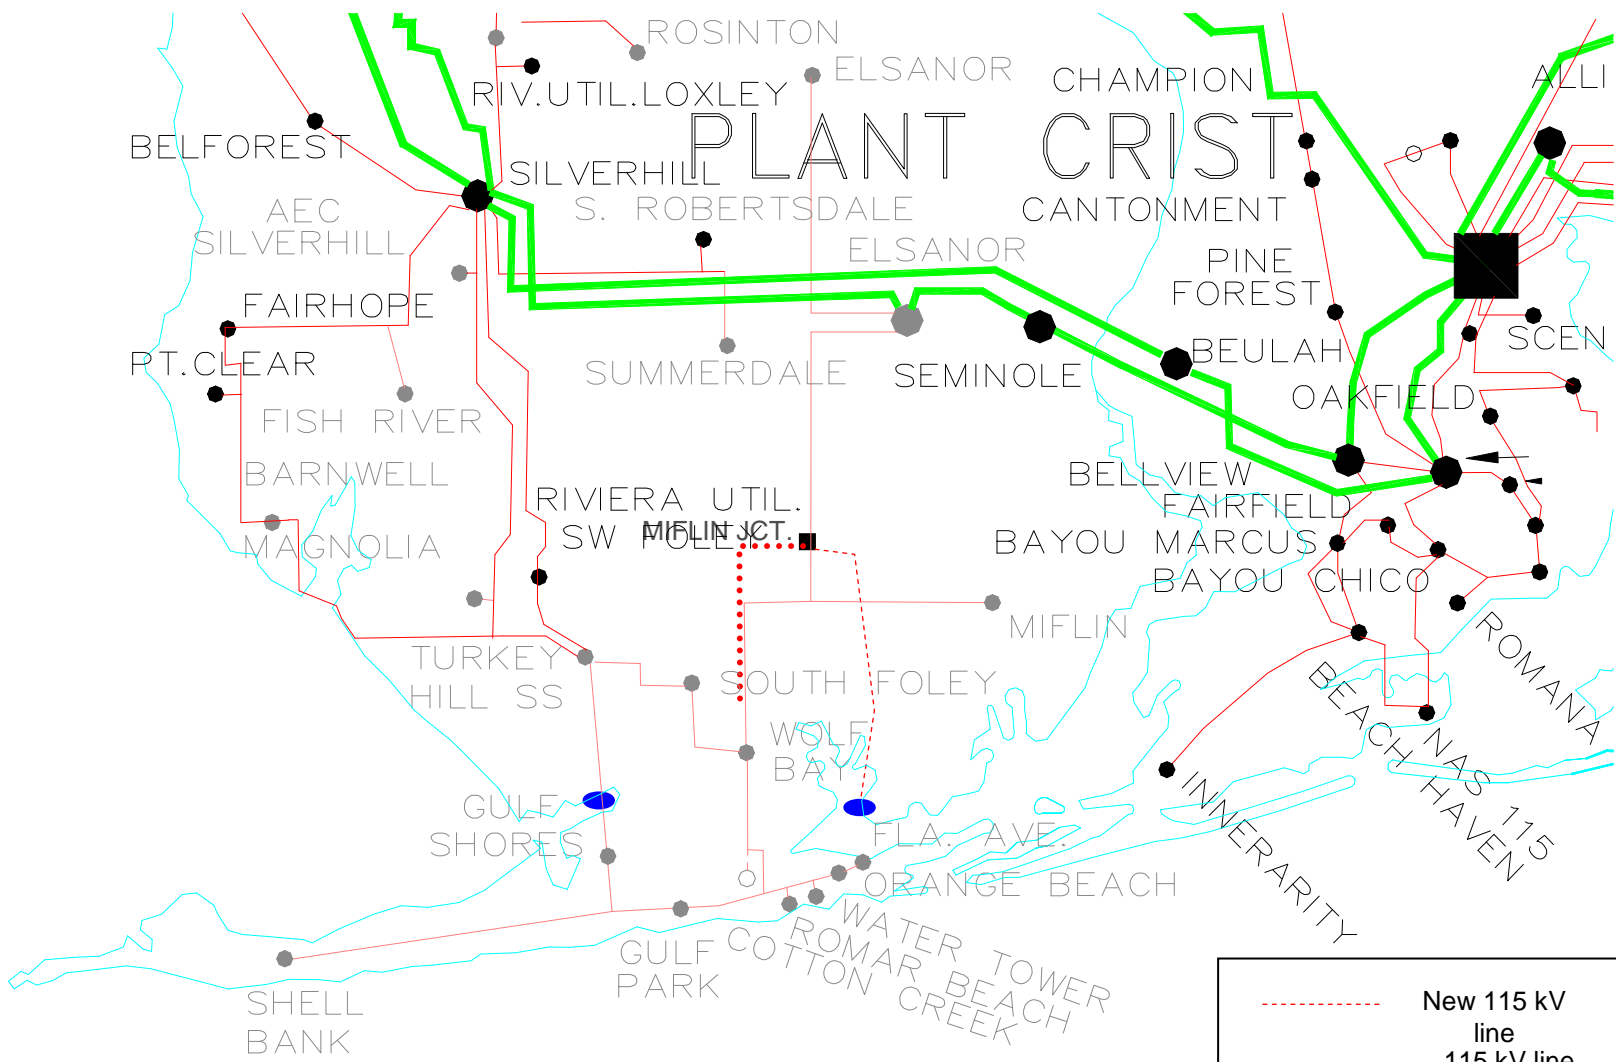 ROSINTON
ELSANOR
CHAMPION
ALLI
RIV.UTIL.LOXLEY
PLANT CRIST
BELFOREST
SILVERHILL
S. ROBERTSDALE
CANTONMENT
AEC
SILVERHILL
ELSANOR
PINE
FOREST
FAIRHOPE
SCEN
PT.CLEAR
SUMMERDALE
SEMINOLE
BEULAH
OAKFIELD
FISH RIVER
BARNWELL
BELLVIEW
FAIRFIELD
RIVIERA UTIL.
SW FOLEY
MIFLIN JCT.
MAGNOLIA
BAYOU MARCUS
BAYOU CHICO
MIFLIN
ROMANA
TURKEY
HILL SS
SOUTH FOLEY
BEACH HAVEN
NAS 115
WOLF
BAY
INNERARITY
GULF
SHORES
FLA. AVE.
ORANGE BEACH
WATER TOWER
ROMAR BEACH
COTTON CREEK
GULF
PARK
SHELL
BANK
New 115 kV
line
115 kV line